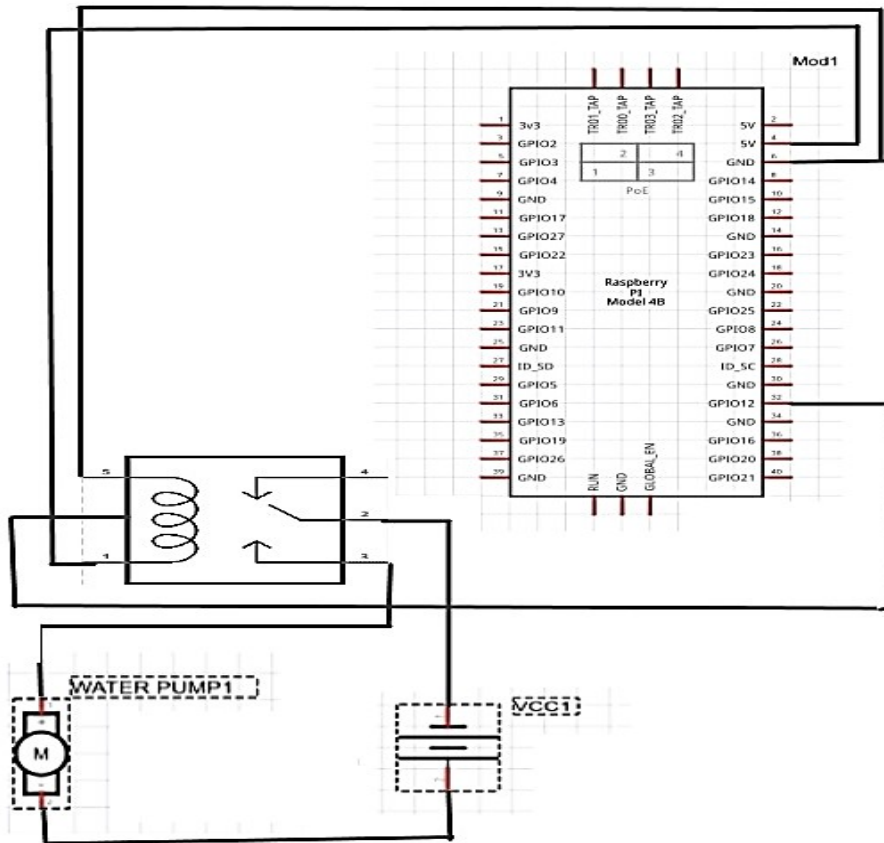 Mod1
TR01_TAP
TR00_TAP
TR03_TAP
TR02_TAP
1 3v3
3 GPIO2
5 GPIO3
7 GPIO4
9 GND
11 GPIO17
13 GPIO27
15 GPIO22
17 3V3
19 GPIO10
21 GPIO9
23 GPIO11
25 GND
27 ID_SD
29 GPIO5
31 GPIO6
33 GPIO13
35 GPIO19
37 GPIO26
39 GND
2 4
1 3
PoE
Raspberry
Pi
Model 4B
5V 2
5V 4
GND 6
GPIO14 8
GPIO15 10
GPIO18 12
GND 14
GPIO23 16
GPIO24 18
GND 20
GPIO25 22
GPIO8 24
GPIO7 26
ID_SC 28
GND 30
GPIO12 32
GND 34
GPIO16 36
GPIO20 38
GPIO21 40
RUN
GND
GLOBAL_EN
5 4
2
1 3
WATER PUMP1
M
VCC1